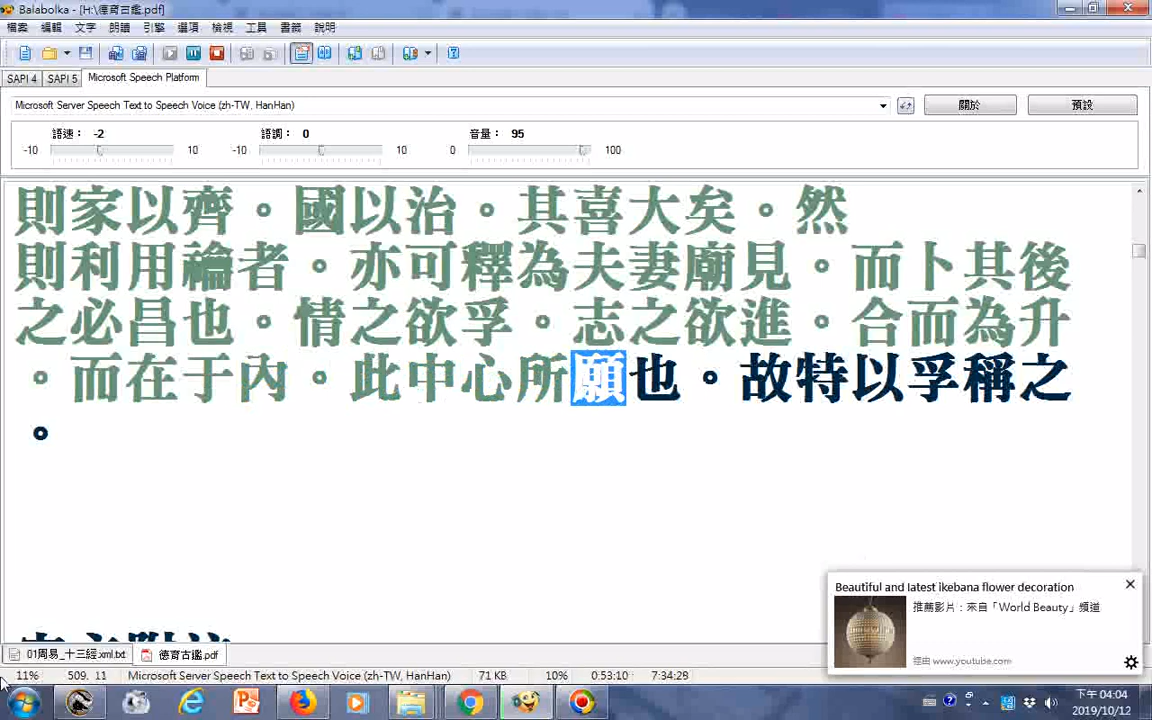 Balabolka - [H:\德育古鑑.pdf]
檔案 編輯 文字 朗讀 引擎 選項 檢視 工具 書籤 說明
SAPI 4 SAPI 5 Microsoft Speech Platform
Microsoft Server Speech Text to Speech Voice (zh-TW, HanHan) 關於 預設
語速： -2 語調： 0 音量： 95
-10 10 -10 10 0 100
則家以齊。國以治。其喜大矣。然
則利用禴者。亦可釋為夫妻廟見。而卜其後
之必昌也。情之欲孚。志之欲進。合而為升
。而在于內。此中心所願也。故特以孚稱之
。
Beautiful and latest ikebana flower decoration
推薦影片：來自「World Beauty」頻道
經由 www.youtube.com
01周易_十三經.xml.txt 德育古鑑.pdf
11% 509. 11 Microsoft Server Speech Text to Speech Voice (zh-TW, HanHan) 71 KB 10% 0:53:10 7:34:28
下午 04:04
2019/10/12